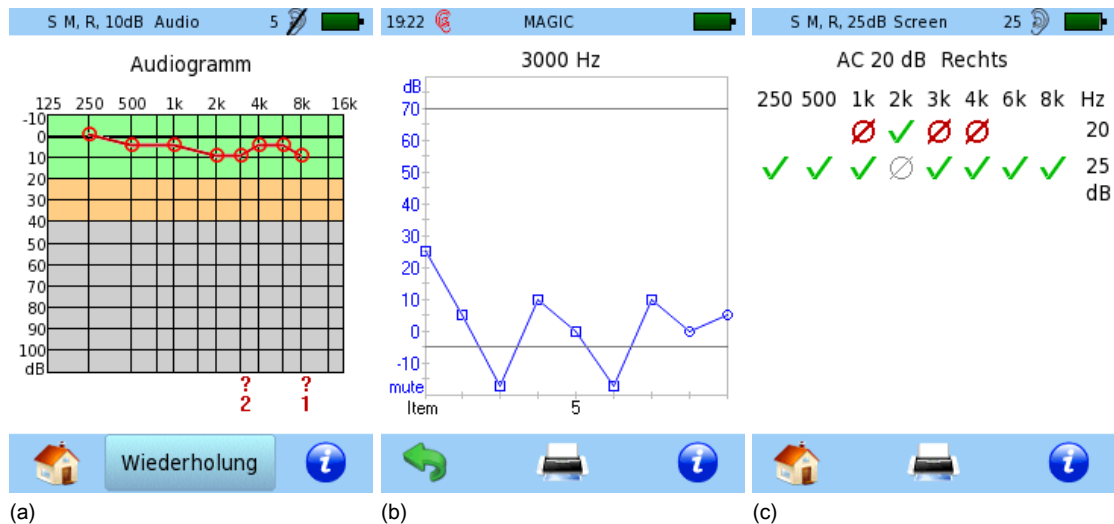 S M, R, 10dB Audio 5
Audiogramm
125 250 500 1k 2k 4k 8k 16k
-10
0
10
20
30
40
50
60
70
80
90
100
dB
? ?
2 1
Wiederholung
(a)
19:22 MAGIC
3000 Hz
dB
70
60
50
40
30
20
10
0
-10
mute
Item 5
(b)
S M, R, 25dB Screen 25
AC 20 dB Rechts
250 500 1k 2k 3k 4k 6k 8k Hz
20
25
dB
(c)